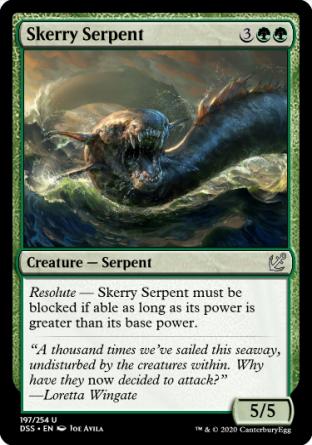 Skerry Serpent 3
Creature — Serpent
Resolute — Skerry Serpent must be
blocked if able as long as its power is
greater than its base power.
“A thousand times we’ve sailed this seaway,
undisturbed by the creatures within. Why
have they now decided to attack?”
—Loretta Wingate
5/5
197/254 U
DSS • EN Joe Avila
™ & © 2020 CanterburyEgg